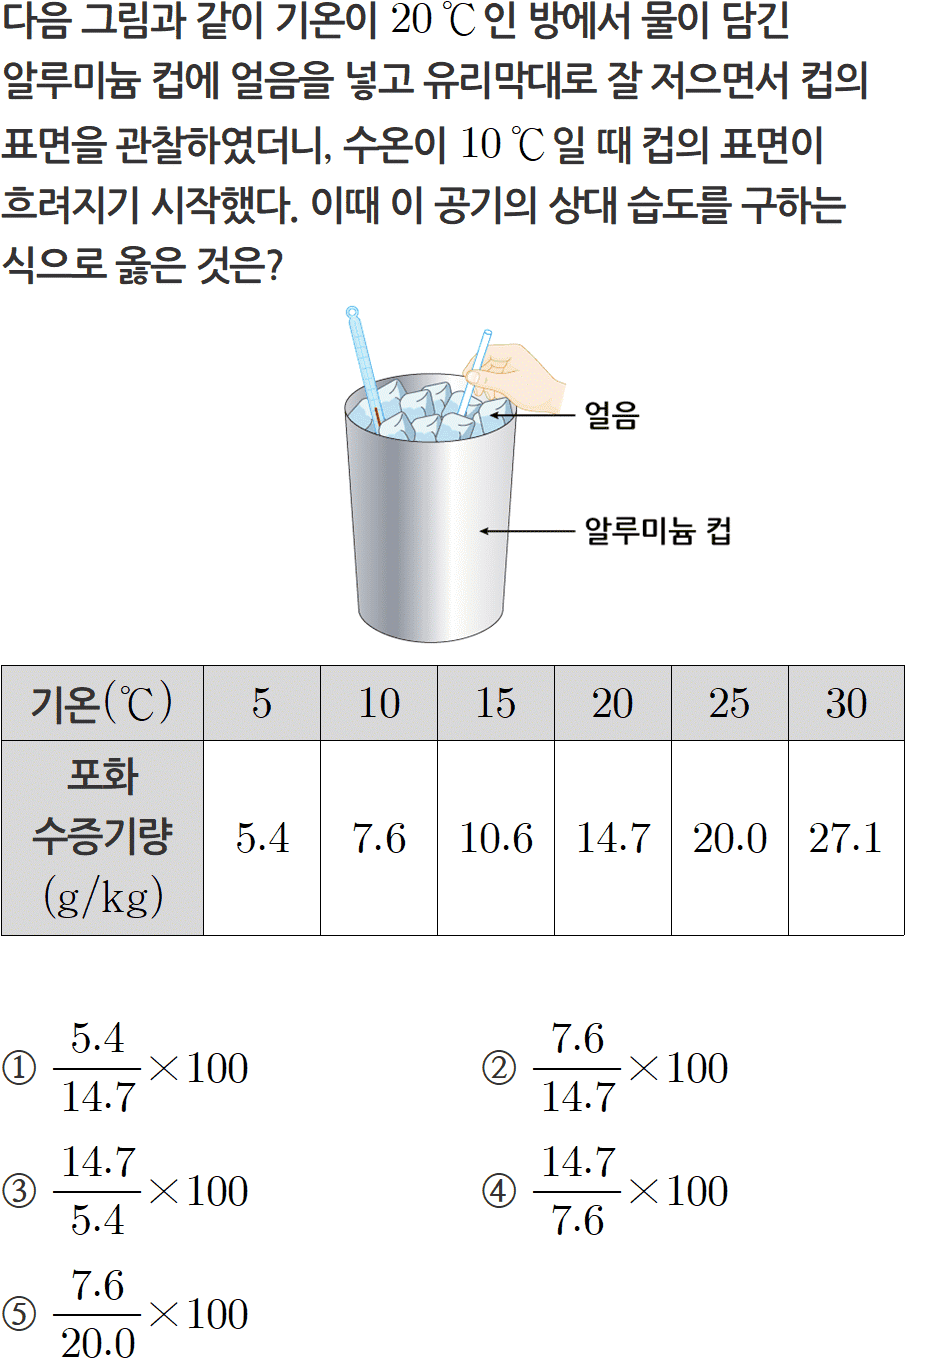 다음 그림과 같이 기온이 20 ℃인 방에서 물이 담긴
알루미늄 컵에 얼음을 넣고 유리막대로 잘 저으면서 컵의
표면을 관찰하였더니, 수온이 10 ℃일 때 컵의 표면이
흐려지기 시작했다. 이때 이 공기의 상대 습도를 구하는
식으로 옳은 것은?
얼음
알루미늄 컵
기온(℃) 5 10 15 20 25 30
포화
수증기량
(g/kg)
5.4 7.6 10.6 14.7 20.0 27.1
① 5.4/14.7×100 ② 7.6/14.7×100
③ 14.7/5.4×100 ④ 14.7/7.6×100
⑤ 7.6/20.0×100